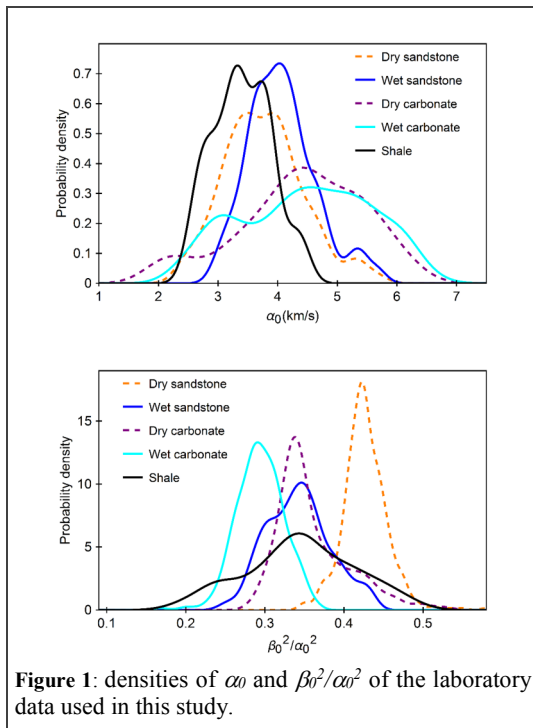 Dry sandstone
Wet sandstone
Dry carbonate
Wet carbonate
Shale
Probability density
0.7
0.6
0.5
0.4
0.3
0.2
0.1
0
1 2 3 4 5 6 7
α₀(km/s)
Dry sandstone
Wet sandstone
Dry carbonate
Wet carbonate
Shale
Probability density
15
10
5
0
0.1 0.2 0.3 0.4 0.5
β₀²/α₀²
Figure 1: densities of α₀ and β₀²/α₀² of the laboratory
data used in this study.